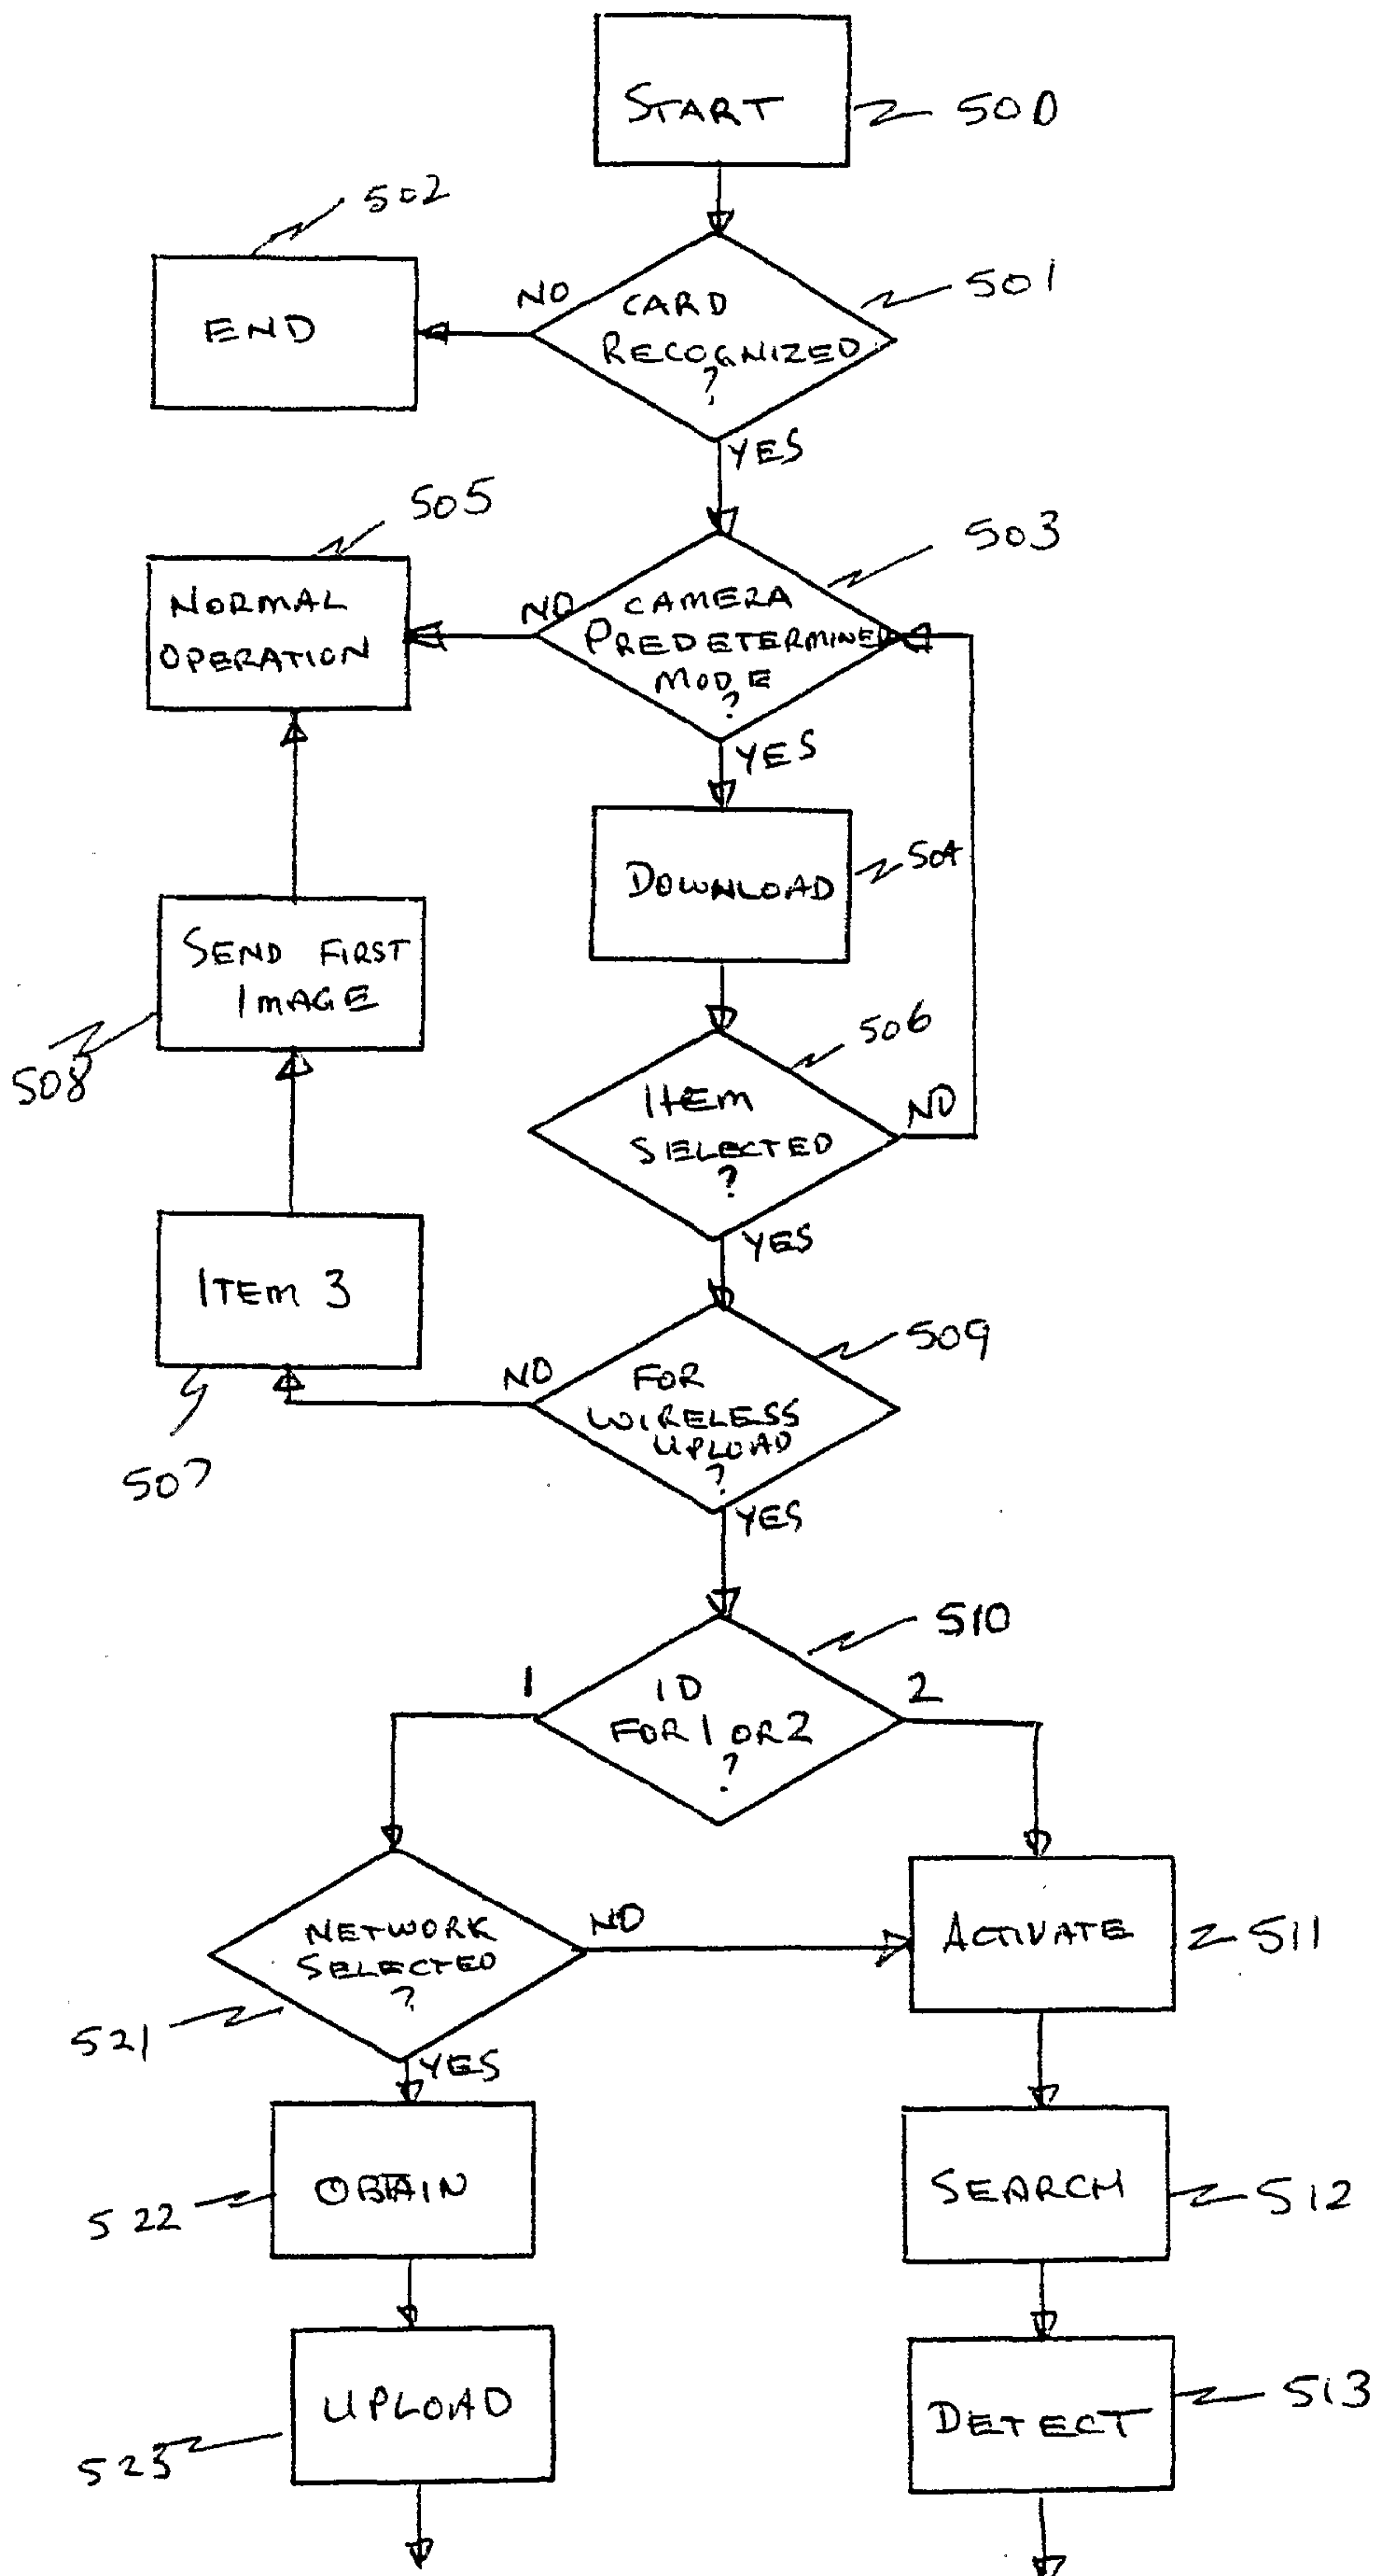 START
500
502
END
NO
CARD
RECOGNIZED
?
501
YES
505
NORMAL
OPERATION
NO
CAMERA
PREDETERMINED
MODE
?
503
YES
DOWNLOAD
504
SEND FIRST
IMAGE
508
506
ITEM
SELECTED
?
NO
YES
ITEM 3
507
NO
FOR
WIRELESS
UPLOAD
?
509
YES
510
1
ID
FOR 1 OR 2
?
2
NETWORK
SELECTED
?
NO
521
YES
ACTIVATE
511
OBTAIN
522
SEARCH
512
UPLOAD
523
DETECT
513